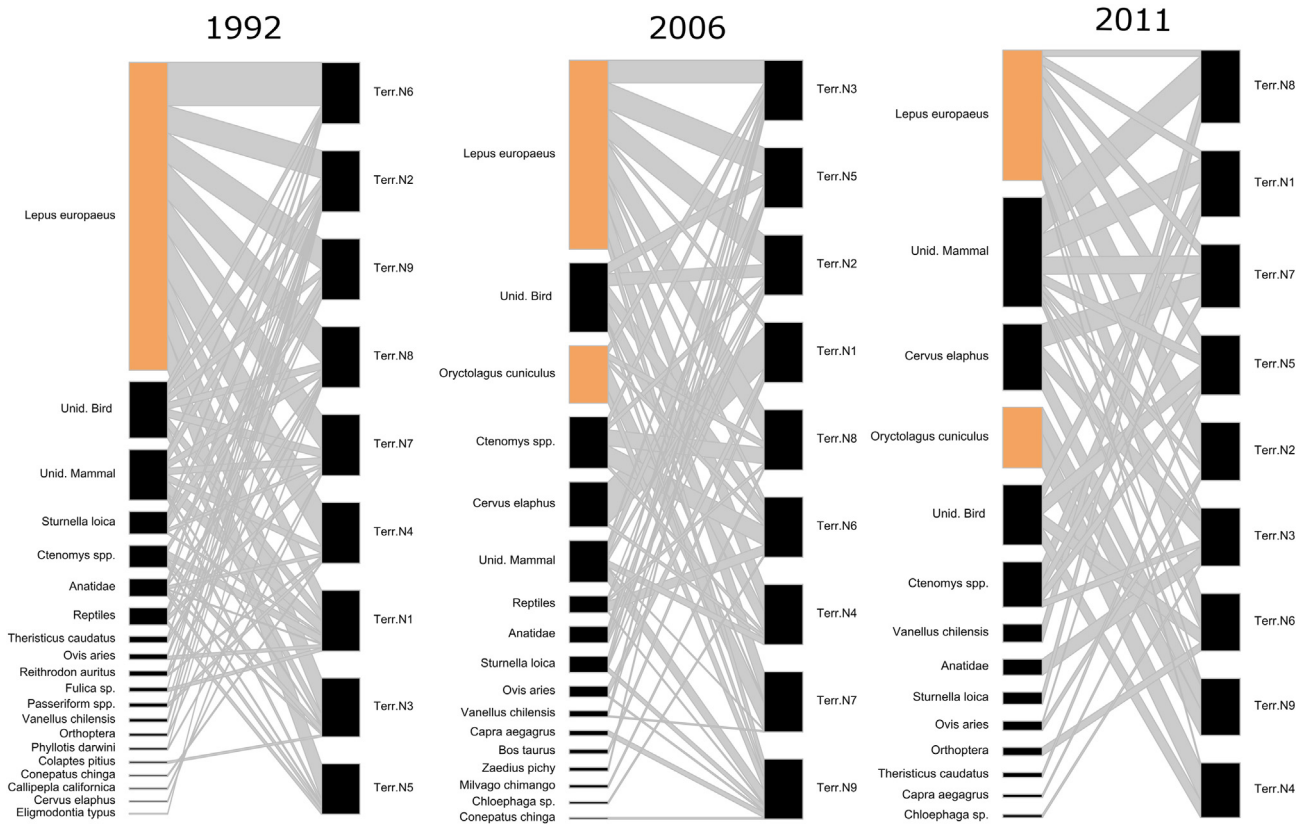 1992
Lepus europaeus
Unid. Bird
Unid. Mammal
Sturnella loica
Ctenomys spp.
Anatidae
Reptiles
Theristicus caudatus
Ovis aries
Reithrodon auritus
Fulica sp.
Passeriform spp.
Vanellus chilensis
Orthoptera
Phyllotis darwini
Colaptes pitius
Conepatus chinga
Callipepla californica
Cervus elaphus
Eligmodontia typus
Terr.N6
Terr.N2
Terr.N9
Terr.N8
Terr.N7
Terr.N4
Terr.N1
Terr.N3
Terr.N5
2006
Lepus europaeus
Unid. Bird
Oryctolagus cuniculus
Ctenomys spp.
Cervus elaphus
Unid. Mammal
Reptiles
Anatidae
Sturnella loica
Ovis aries
Vanellus chilensis
Capra aegagrus
Bos taurus
Zaedius pichy
Milvago chimango
Chloephaga sp.
Conepatus chinga
Terr.N3
Terr.N5
Terr.N2
Terr.N1
Terr.N8
Terr.N6
Terr.N4
Terr.N7
Terr.N9
2011
Lepus europaeus
Unid. Mammal
Cervus elaphus
Oryctolagus cuniculus
Unid. Bird
Ctenomys spp.
Vanellus chilensis
Anatidae
Sturnella loica
Ovis aries
Orthoptera
Theristicus caudatus
Capra aegagrus
Chloephaga sp.
Terr.N8
Terr.N1
Terr.N7
Terr.N5
Terr.N2
Terr.N3
Terr.N6
Terr.N9
Terr.N4